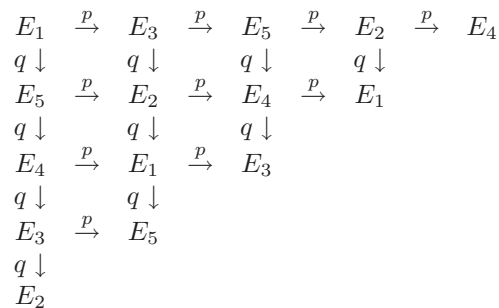 E₁ →ᵖ E₃ →ᵖ E₅ →ᵖ E₂ →ᵖ E₄
q ↓ q ↓ q ↓ q ↓
E₅ →ᵖ E₂ →ᵖ E₄ →ᵖ E₁
q ↓ q ↓ q ↓
E₄ →ᵖ E₁ →ᵖ E₃
q ↓ q ↓
E₃ →ᵖ E₅
q ↓
E₂